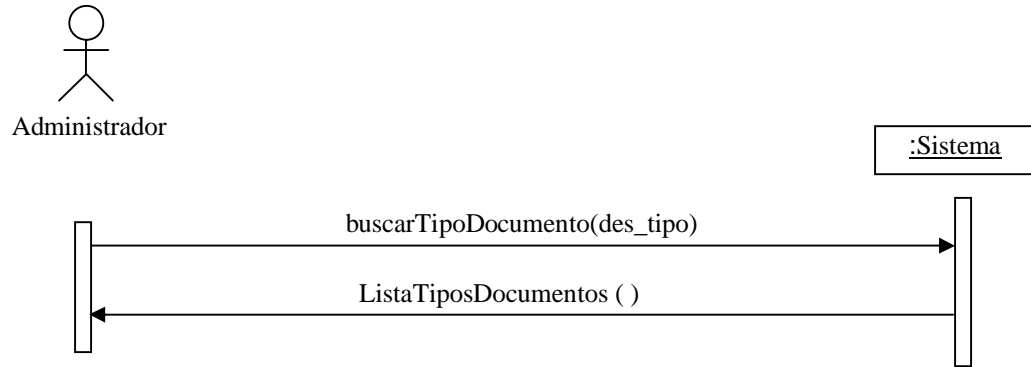 Administrador
:Sistema
buscarTipoDocumento(des_tipo)
ListaTiposDocumentos ( )